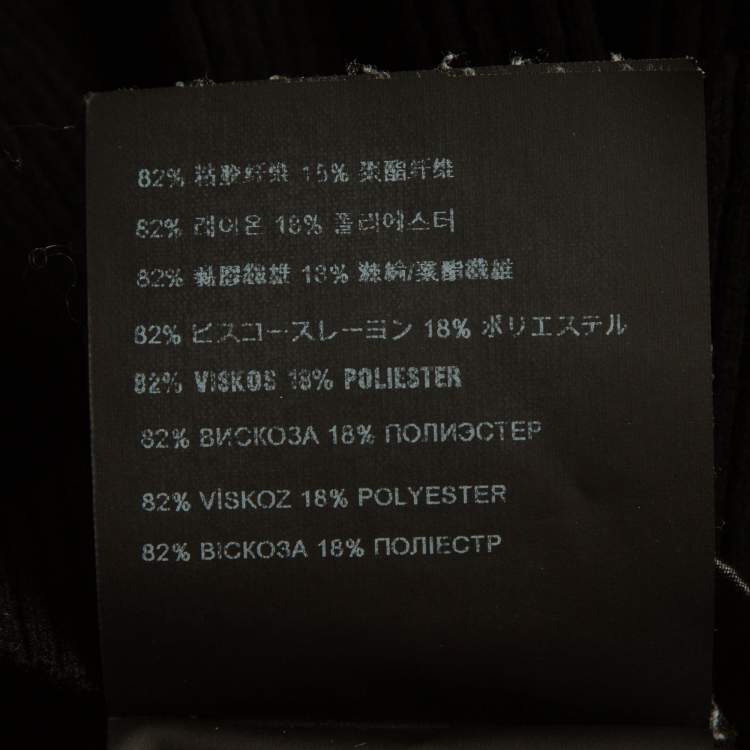 82% 粘胶纤维 18% 聚酯纤维
82% 레이온 18% 폴리에스터
82% 黏膠纖維 18% 滌綸/聚酯纖維
82% ビスコースレーヨン 18% ポリエステル
82% VISKOS 18% POLIESTER
82% ВИСКОЗА 18% ПОЛИЭСТЕР
82% VİSKOZ 18% POLYESTER
82% ВІСКОЗА 18% ПОЛІЕСТР